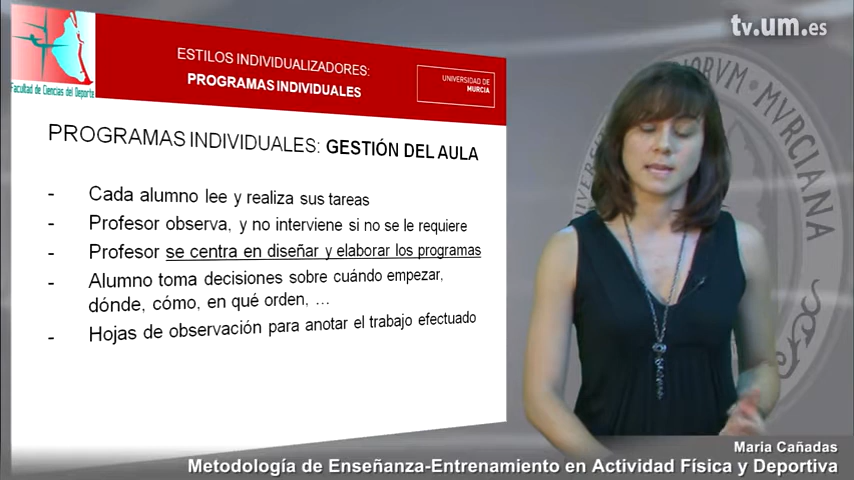 tv.um.es
Facultad de Ciencias del Deporte
ESTILOS INDIVIDUALIZADORES:
PROGRAMAS INDIVIDUALES
UNIVERSIDAD DE
MURCIA
PROGRAMAS INDIVIDUALES: GESTIÓN DEL AULA
- Cada alumno lee y realiza sus tareas
- Profesor observa, y no interviene si no se le requiere
- Profesor se centra en diseñar y elaborar los programas
- Alumno toma decisiones sobre cuándo empezar,
dónde, cómo, en qué orden, ...
- Hojas de observación para anotar el trabajo efectuado
María Cañadas
Metodología de Enseñanza-Entrenamiento en Actividad Física y Deportiva